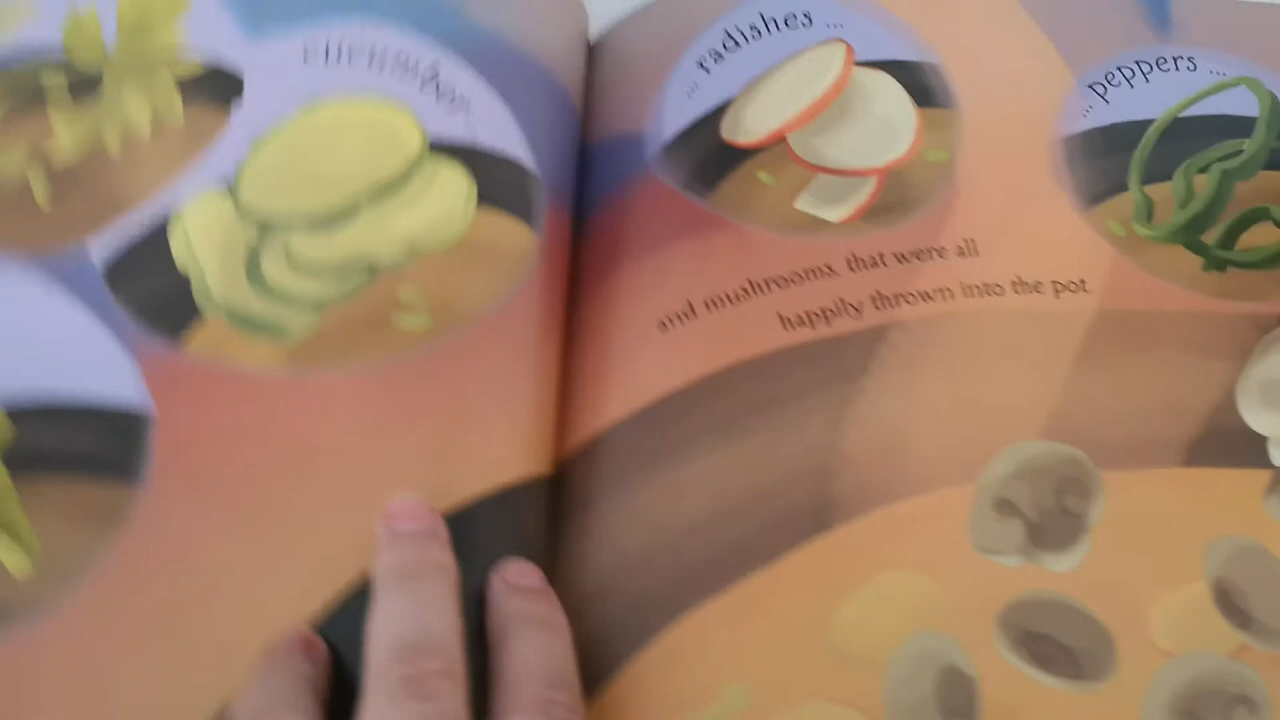 ... radishes ...
... peppers ...
and mushrooms, that were all
happily thrown into the pot